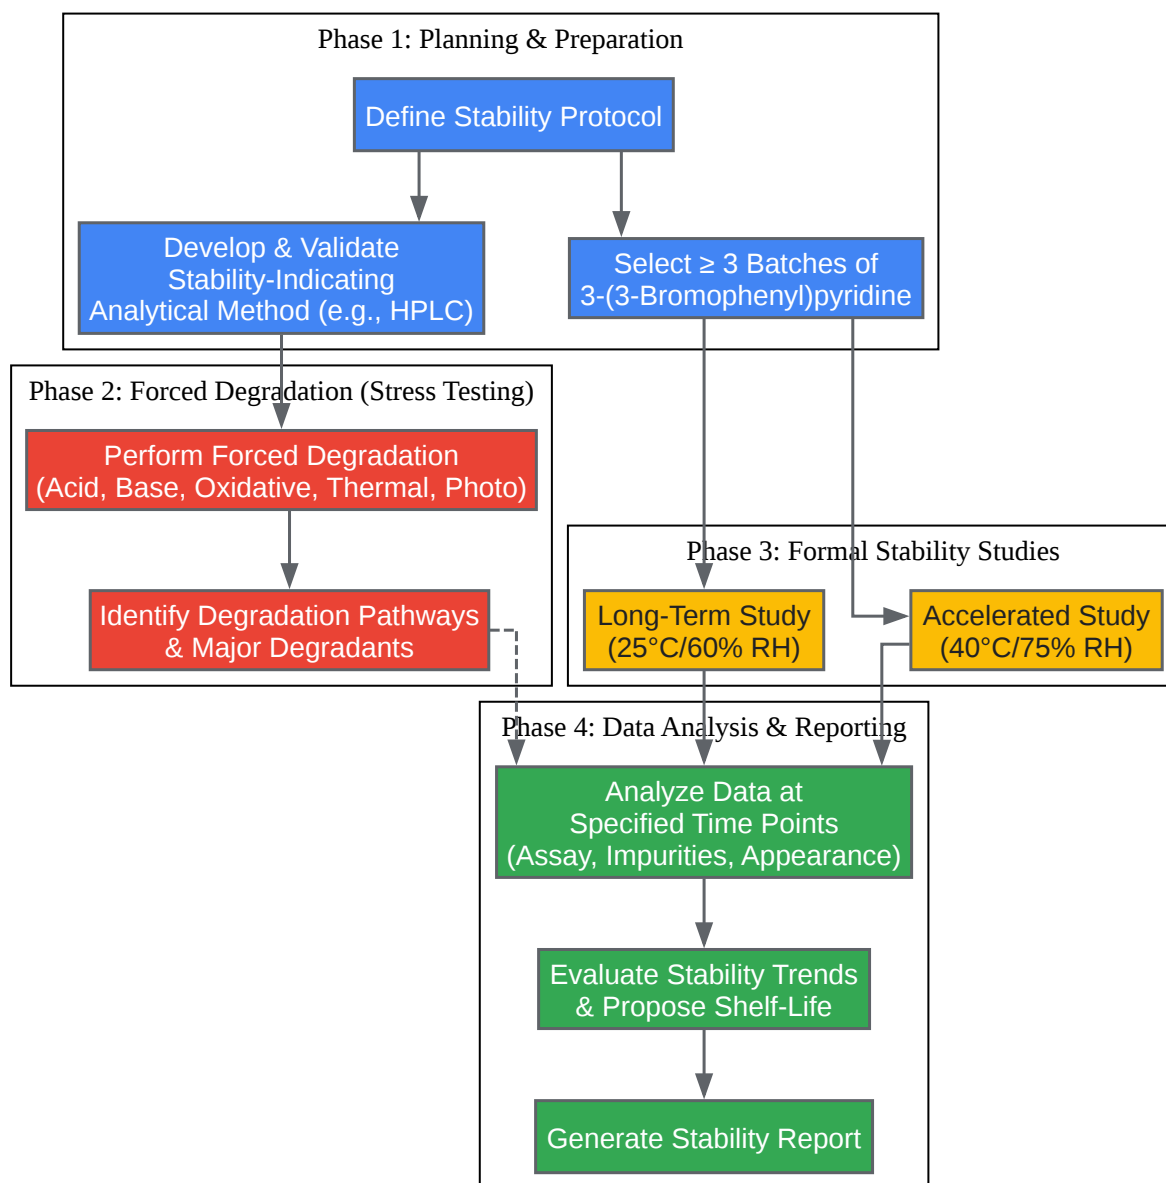 Phase 1: Planning & Preparation
Define Stability Protocol
Develop & Validate
Stability-Indicating
Analytical Method (e.g., HPLC)
Select ≥ 3 Batches of
3-(3-Bromophenyl)pyridine
Phase 2: Forced Degradation (Stress Testing)
Perform Forced Degradation
(Acid, Base, Oxidative, Thermal, Photo)
Identify Degradation Pathways
& Major Degradants
Phase 3: Formal Stability Studies
Long-Term Study
(25°C/60% RH)
Accelerated Study
(40°C/75% RH)
Phase 4: Data Analysis & Reporting
Analyze Data at
Specified Time Points
(Assay, Impurities, Appearance)
Evaluate Stability Trends
& Propose Shelf-Life
Generate Stability Report